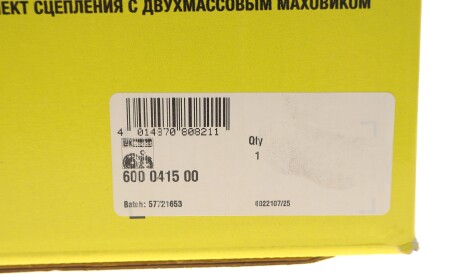 ЕКТ СЦЕПЛЕНИЯ С ДВУХМАССОВЫМ МАХОВИКОМ
4 014870 808211
Qty
1
600 0415 00
Batch: 57721653
6022107/25